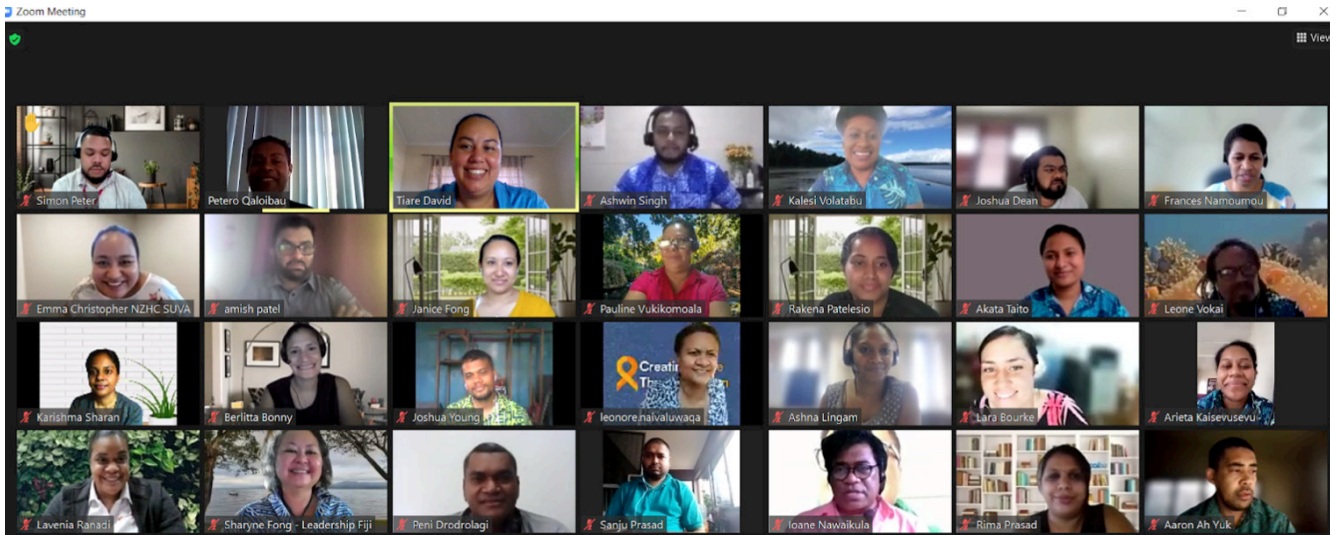 Zoom Meeting
View
Simon Peter
Petero Qaloibau
Tiare David
Ashwin Singh
Kalesi Volatabu
Joshua Dean
Frances Namoumou
Emma Christopher NZHC SUVA
amish patel
Janice Fong
Pauline Vukikomoala
Rakena Patelesio
Akata Taito
Leone Vokai
Creati
Th
Karishma Sharan
Berlitta Bonny
Joshua Young
leonore.naivaluwaqa
Ashna Lingam
Lara Bourke
Arieta Kaisevusevu
Lavenia Ranadi
Sharyne Fong - Leadership Fiji
Peni Drodrolagi
Sanju Prasad
Ioane Nawaikula
Rima Prasad
Aaron Ah Yuk